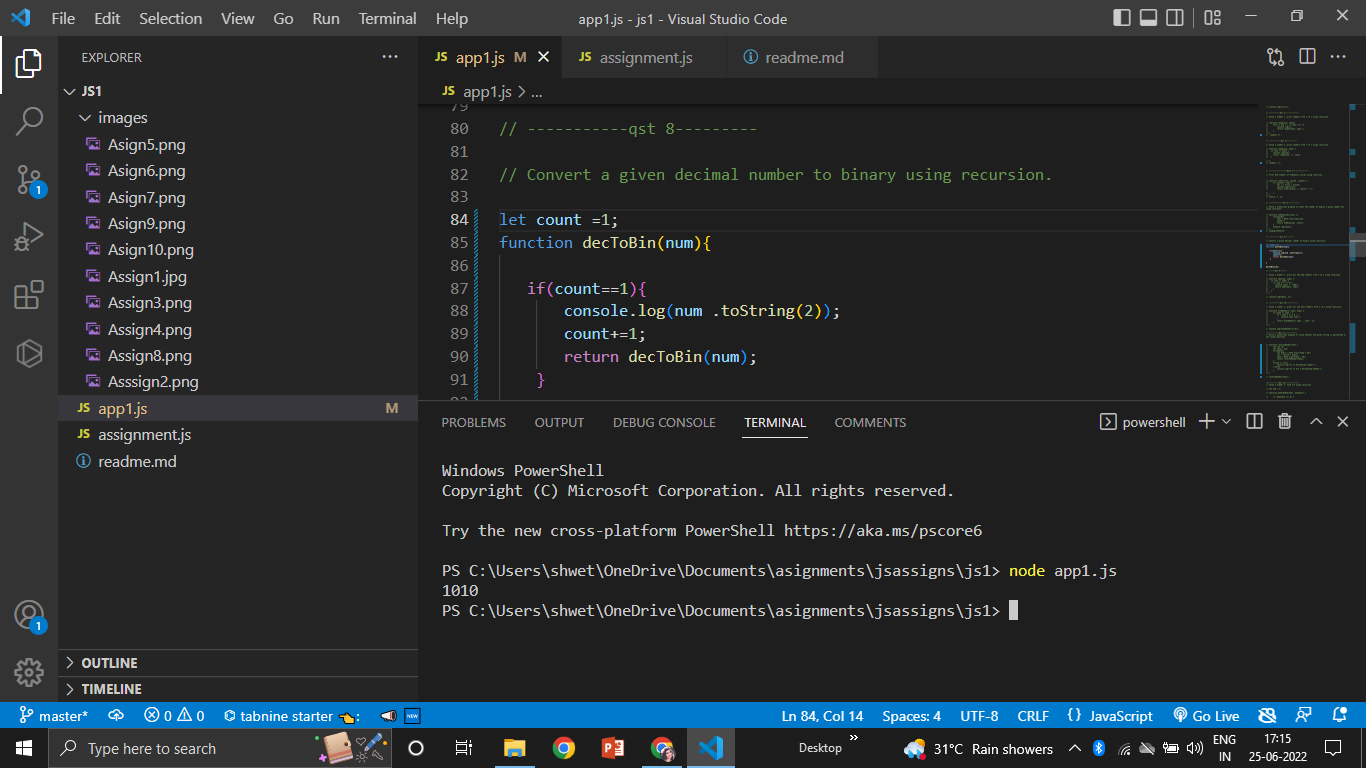 File Edit Selection View Go Run Terminal Help app1.js - js1 - Visual Studio Code
EXPLORER
JS1
images
Asign5.png
Asign6.png
Asign7.png
Asign9.png
Asign10.png
Assign1.jpg
Assign3.png
Assign4.png
Assign8.png
Asssign2.png
JS app1.js M
JS assignment.js
readme.md
OUTLINE
TIMELINE
1
1
JS app1.js M
JS assignment.js
readme.md
JS app1.js > ...
79
80 // -----------qst 8---------
81
82 // Convert a given decimal number to binary using recursion.
83
84 let count =1;
85 function decToBin(num){
86
87 if(count==1){
88 console.log(num .toString(2));
89 count+=1;
90 return decToBin(num);
91 }
PROBLEMS OUTPUT DEBUG CONSOLE TERMINAL COMMENTS powershell
Windows PowerShell
Copyright (C) Microsoft Corporation. All rights reserved.
Try the new cross-platform PowerShell https://aka.ms/pscore6
PS C:\Users\shwet\OneDrive\Documents\asignments\jsassigns\js1> node app1.js
1010
PS C:\Users\shwet\OneDrive\Documents\asignments\jsassigns\js1>
master* 0 0 tabnine starter : NEW Ln 84, Col 14 Spaces: 4 UTF-8 CRLF {} JavaScript Go Live
Type here to search Desktop » 31°C Rain showers ENG IN 17:15 25-06-2022